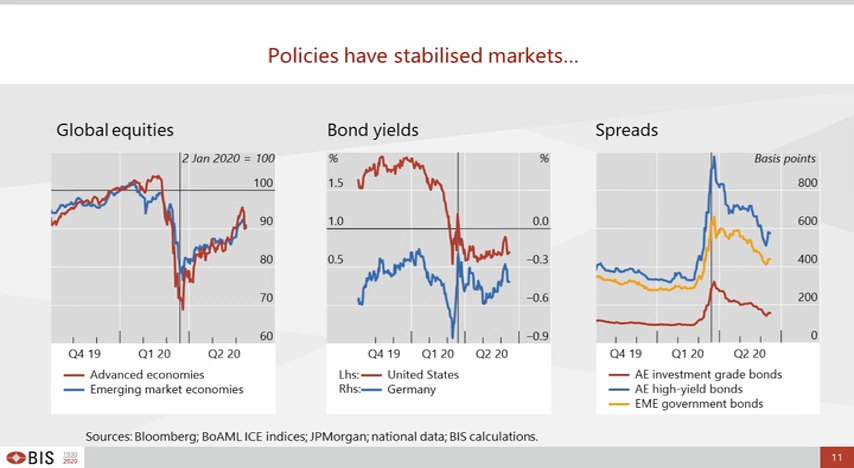 Policies have stabilised markets...
Global equities
2 Jan 2020 = 100
100
90
80
70
60
Q4 19 Q1 20 Q2 20
Advanced economies
Emerging market economies
Bond yields
% %
1.5
1.0 0.0
0.5 –0.3
–0.6
–0.9
Q4 19 Q1 20 Q2 20
Lhs: United States
Rhs: Germany
Spreads
Basis points
800
600
400
200
0
Q4 19 Q1 20 Q2 20
AE investment grade bonds
AE high-yield bonds
EME government bonds
Sources: Bloomberg; BoAML ICE indices; JPMorgan; national data; BIS calculations.
BIS 1930 2020
11